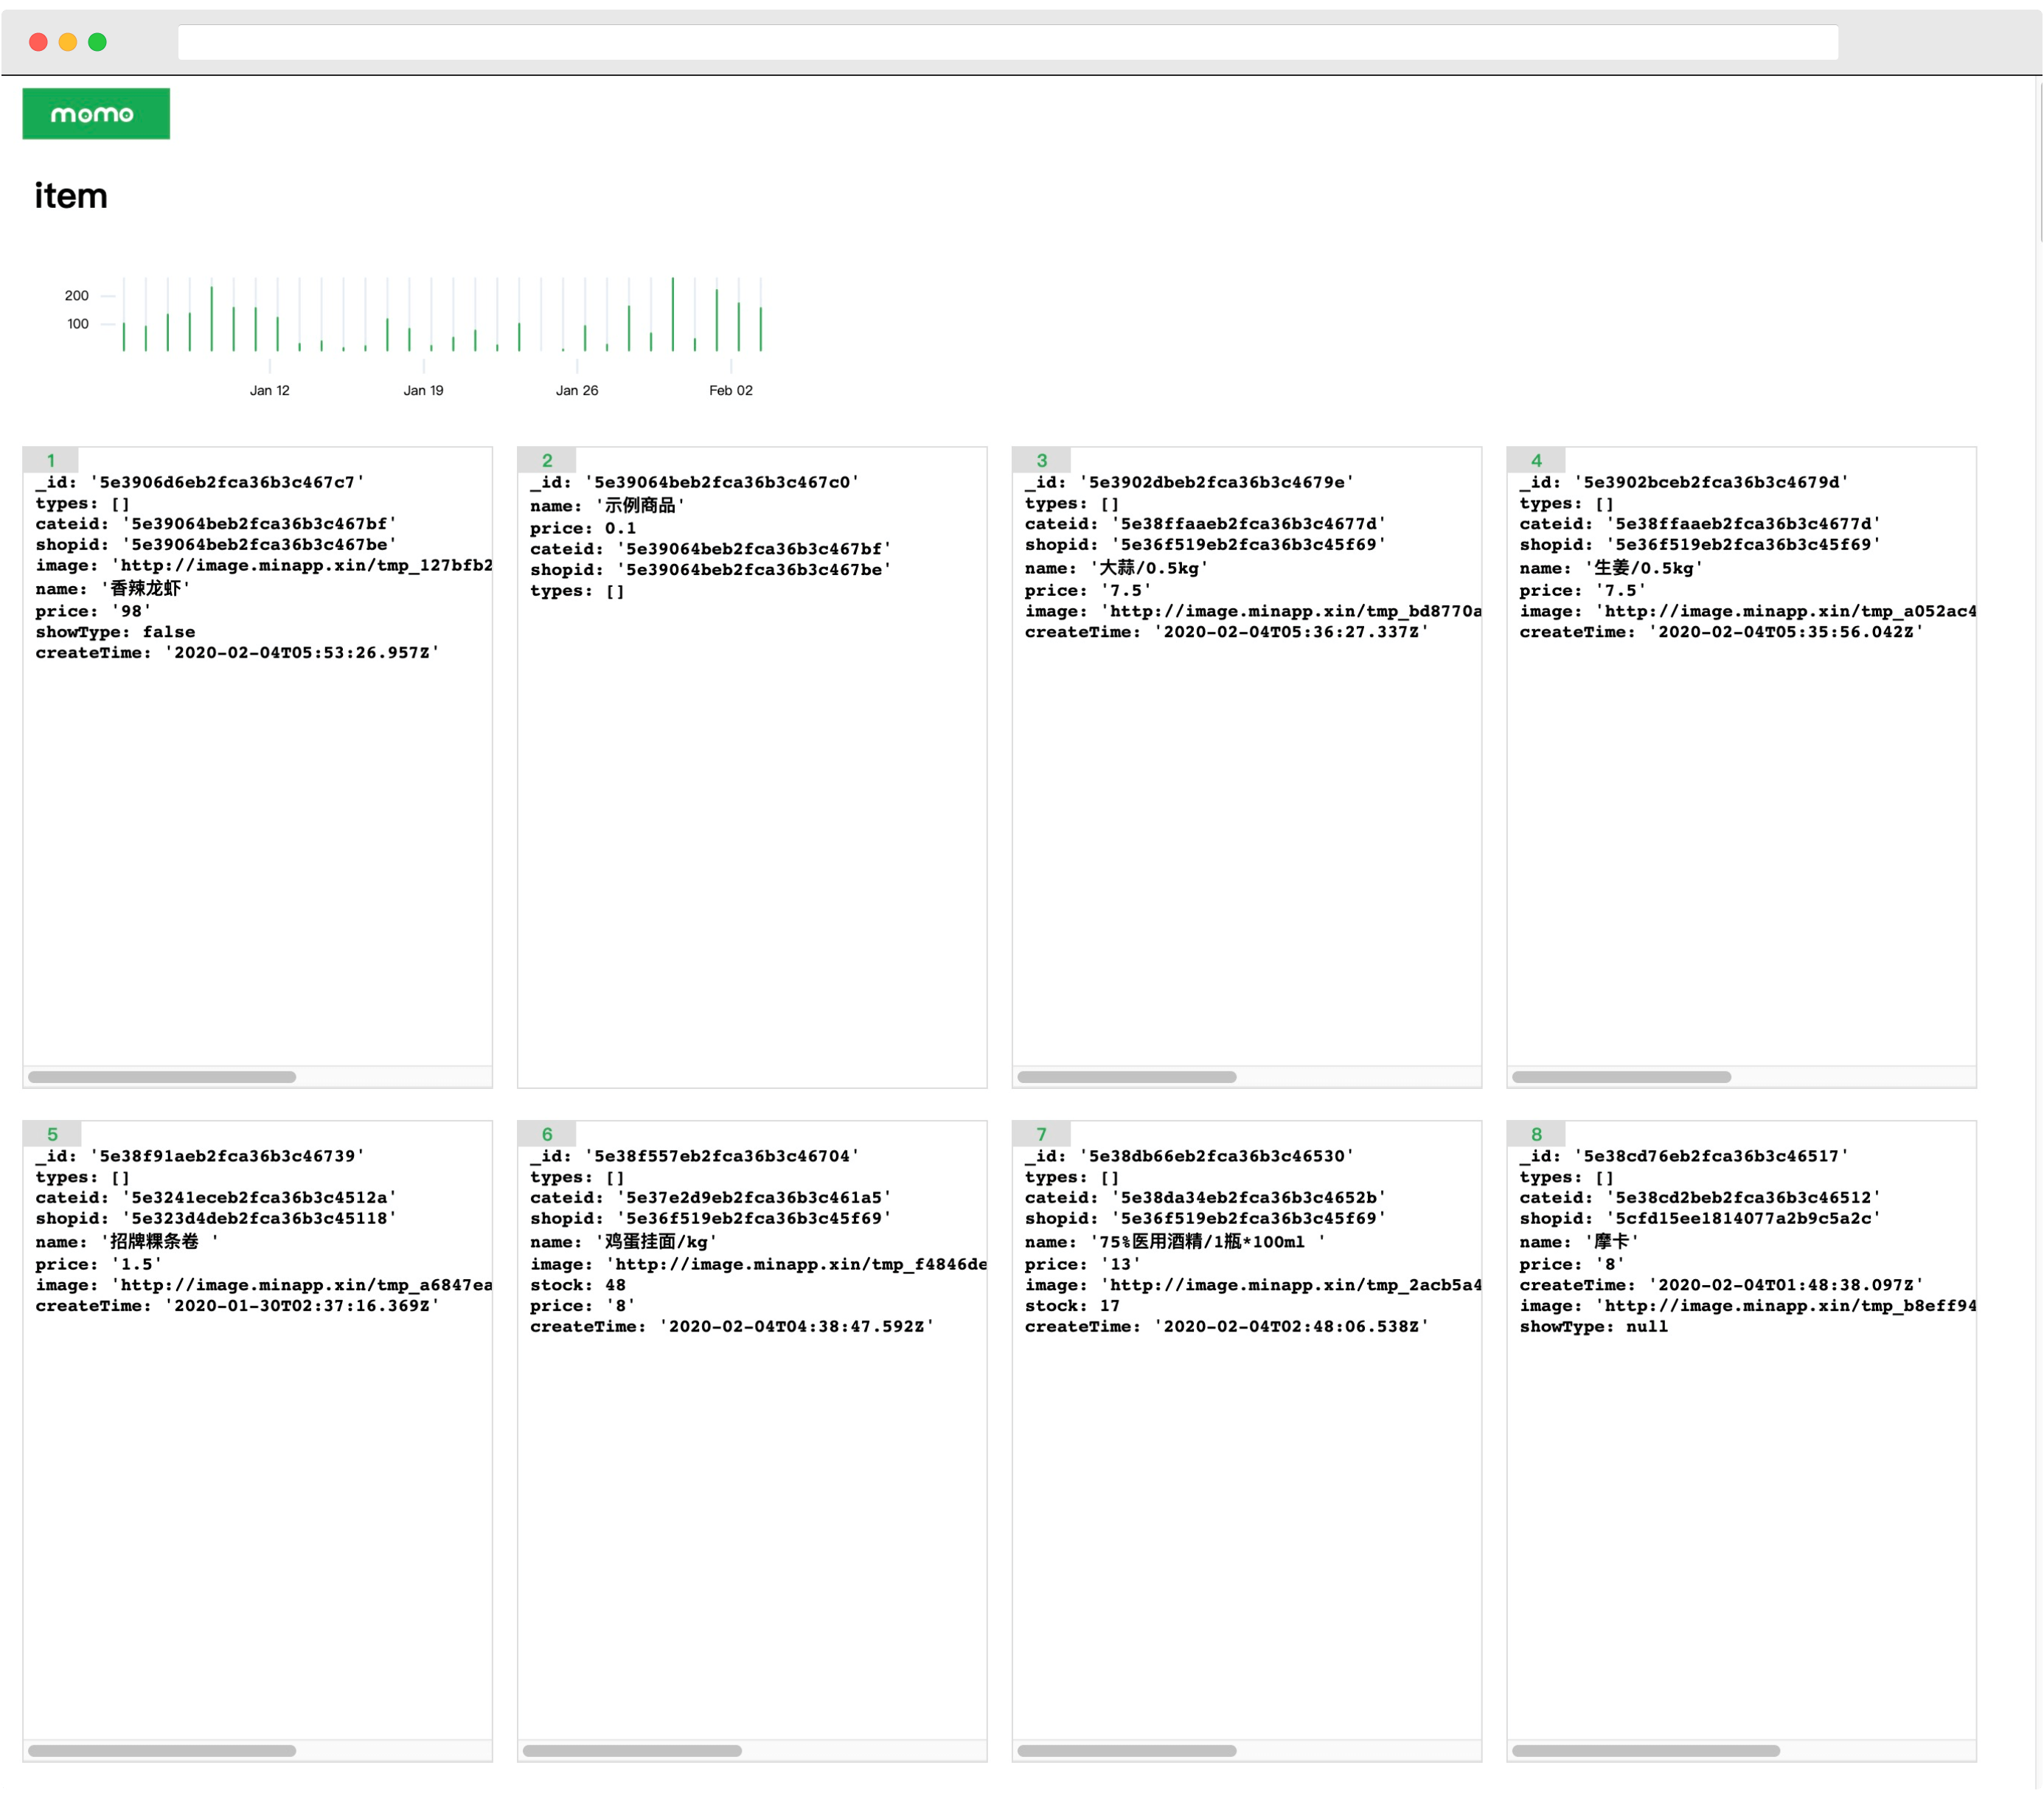 momo
item
200
100
Jan 12 Jan 19 Jan 26 Feb 02
1
_id: '5e3906d6eb2fca36b3c467c7'
types: []
cateid: '5e39064beb2fca36b3c467bf'
shopid: '5e39064beb2fca36b3c467be'
image: 'http://image.minapp.xin/tmp_127bfb2
name: '香辣龙虾'
price: '98'
showType: false
createTime: '2020-02-04T05:53:26.957Z'
2
_id: '5e39064beb2fca36b3c467c0'
name: '示例商品'
price: 0.1
cateid: '5e39064beb2fca36b3c467bf'
shopid: '5e39064beb2fca36b3c467be'
types: []
3
_id: '5e3902dbeb2fca36b3c4679e'
types: []
cateid: '5e38ffaaeb2fca36b3c4677d'
shopid: '5e36f519eb2fca36b3c45f69'
name: '大蒜/0.5kg'
price: '7.5'
image: 'http://image.minapp.xin/tmp_bd8770a
createTime: '2020-02-04T05:36:27.337Z'
4
_id: '5e3902bceb2fca36b3c4679d'
types: []
cateid: '5e38ffaaeb2fca36b3c4677d'
shopid: '5e36f519eb2fca36b3c45f69'
name: '生姜/0.5kg'
price: '7.5'
image: 'http://image.minapp.xin/tmp_a052ac4
createTime: '2020-02-04T05:35:56.042Z'
5
_id: '5e38f91aeb2fca36b3c46739'
types: []
cateid: '5e3241eceb2fca36b3c4512a'
shopid: '5e323d4deb2fca36b3c45118'
name: '招牌粿条卷 '
price: '1.5'
image: 'http://image.minapp.xin/tmp_a6847ea
createTime: '2020-01-30T02:37:16.369Z'
6
_id: '5e38f557eb2fca36b3c46704'
types: []
cateid: '5e37e2d9eb2fca36b3c461a5'
shopid: '5e36f519eb2fca36b3c45f69'
name: '鸡蛋挂面/kg'
image: 'http://image.minapp.xin/tmp_f4846de
stock: 48
price: '8'
createTime: '2020-02-04T04:38:47.592Z'
7
_id: '5e38db66eb2fca36b3c46530'
types: []
cateid: '5e38da34eb2fca36b3c4652b'
shopid: '5e36f519eb2fca36b3c45f69'
name: '75%医用酒精/1瓶*100ml '
price: '13'
image: 'http://image.minapp.xin/tmp_2acb5a4
stock: 17
createTime: '2020-02-04T02:48:06.538Z'
8
_id: '5e38cd76eb2fca36b3c46517'
types: []
cateid: '5e38cd2beb2fca36b3c46512'
shopid: '5cfd15ee1814077a2b9c5a2c'
name: '摩卡'
price: '8'
createTime: '2020-02-04T01:48:38.097Z'
image: 'http://image.minapp.xin/tmp_b8eff94
showType: null